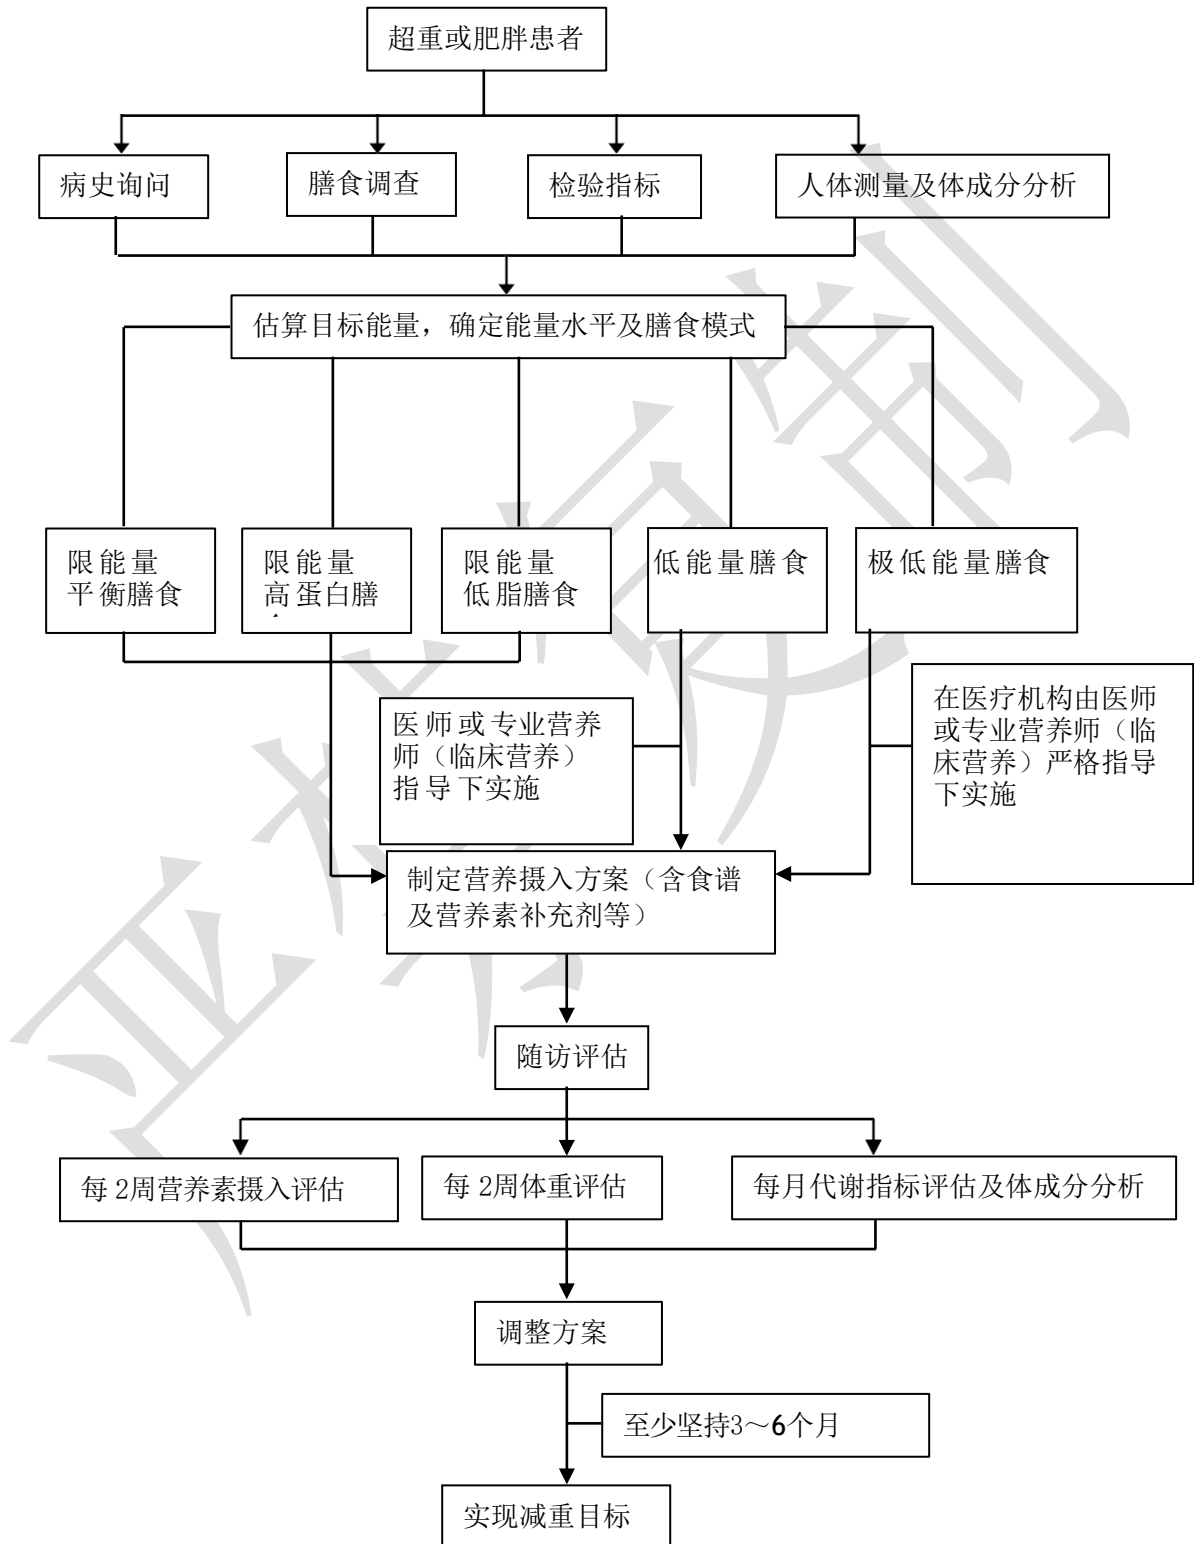 超重或肥胖患者
病史询问
膳食调查
检验指标
人体测量及体成分分析
估算目标能量，确定能量水平及膳食模式
限能量
平衡膳食
限能量
高蛋白膳
限能量
低脂膳食
低能量膳食
极低能量膳食
医师或专业营养
师（临床营养）
指导下实施
在医疗机构由医师
或专业营养师（临
床营养）严格指导
下实施
制定营养摄入方案（含食谱
及营养素补充剂等）
随访评估
每 2周营养素摄入评估
每 2周体重评估
每月代谢指标评估及体成分分析
调整方案
至少坚持3～6个月
实现减重目标
严禁复制